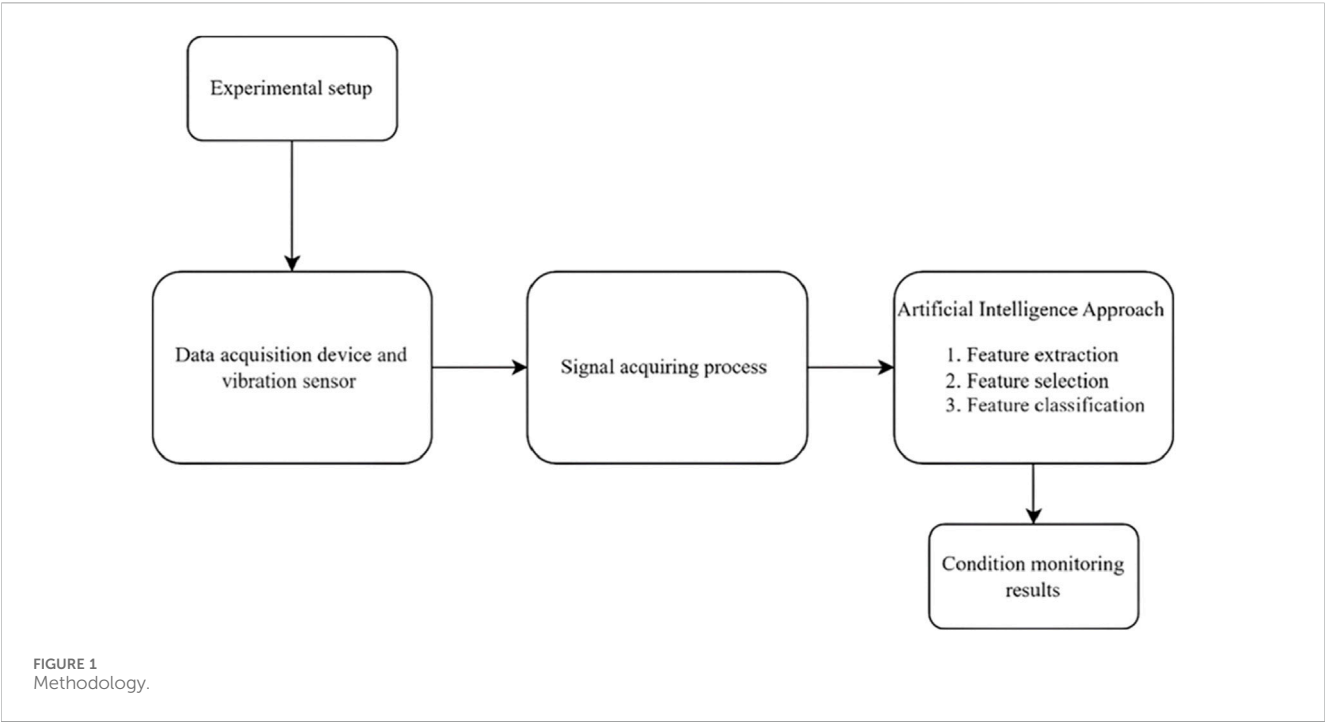 Experimental setup
Data acquisition device and
vibration sensor
Signal acquiring process
Artificial Intelligence Approach
1. Feature extraction
2. Feature selection
3. Feature classification
Condition monitoring
results
FIGURE 1
Methodology.